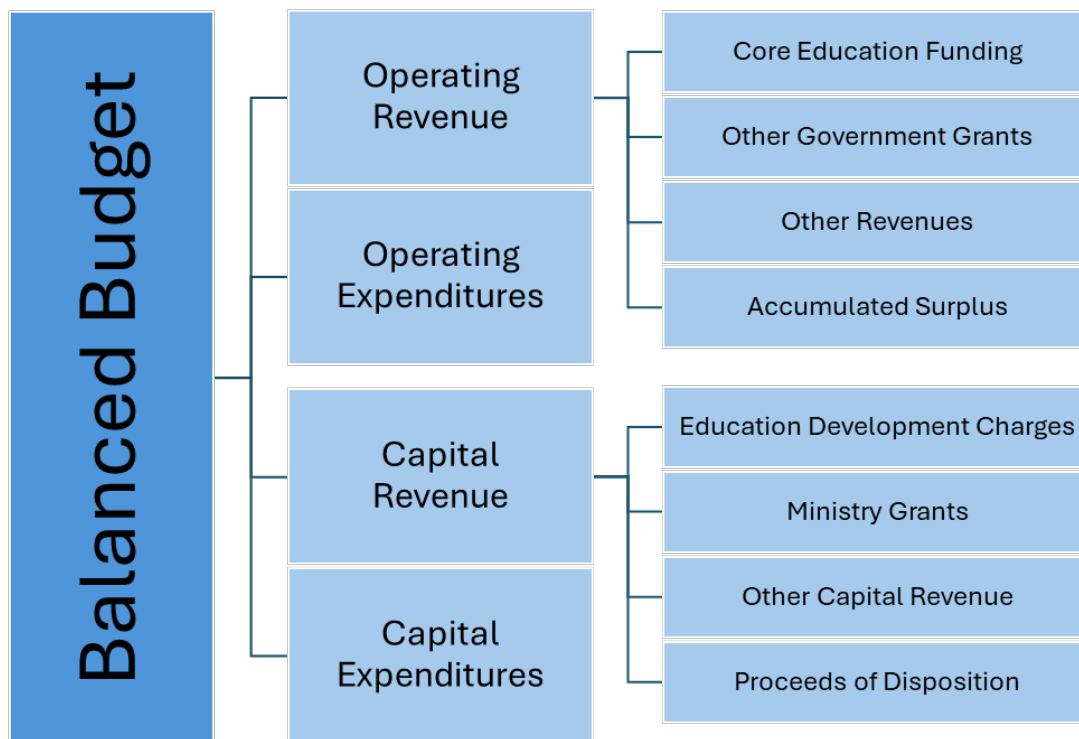 Balanced Budget
Operating
Revenue
Core Education Funding
Other Government Grants
Other Revenues
Accumulated Surplus
Operating
Expenditures
Capital
Revenue
Education Development Charges
Ministry Grants
Other Capital Revenue
Proceeds of Disposition
Capital
Expenditures